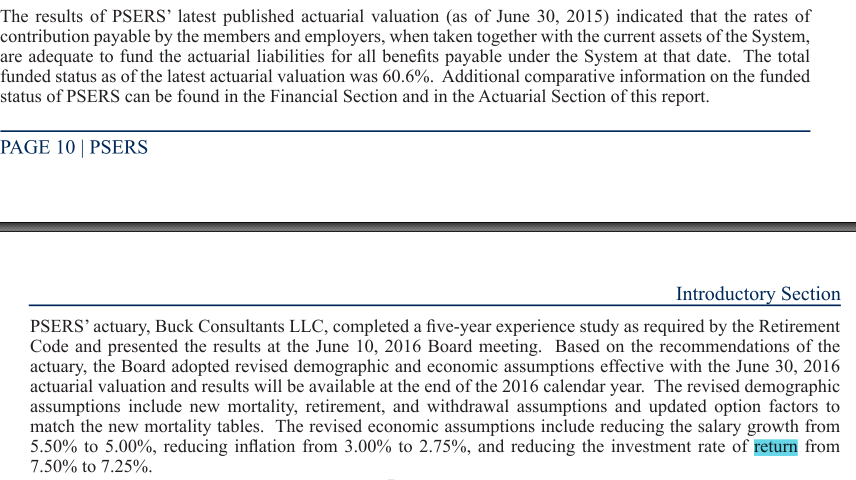 The results of PSERS’ latest published actuarial valuation (as of June 30, 2015) indicated that the rates of
contribution payable by the members and employers, when taken together with the current assets of the System,
are adequate to fund the actuarial liabilities for all benefits payable under the System at that date.  The total
funded status as of the latest actuarial valuation was 60.6%.  Additional comparative information on the funded
status of PSERS can be found in the Financial Section and in the Actuarial Section of this report.
PAGE 10 | PSERS
Introductory Section
PSERS’ actuary, Buck Consultants LLC, completed a five-year experience study as required by the Retirement
Code and presented the results at the June 10, 2016 Board meeting.  Based on the recommendations of the
actuary, the Board adopted revised demographic and economic assumptions effective with the June 30, 2016
actuarial valuation and results will be available at the end of the 2016 calendar year.  The revised demographic
assumptions include new mortality, retirement, and withdrawal assumptions and updated option factors to
match the new mortality tables.  The revised economic assumptions include reducing the salary growth from
5.50% to 5.00%, reducing inflation from 3.00% to 2.75%, and reducing the investment rate of return from
7.50% to 7.25%.